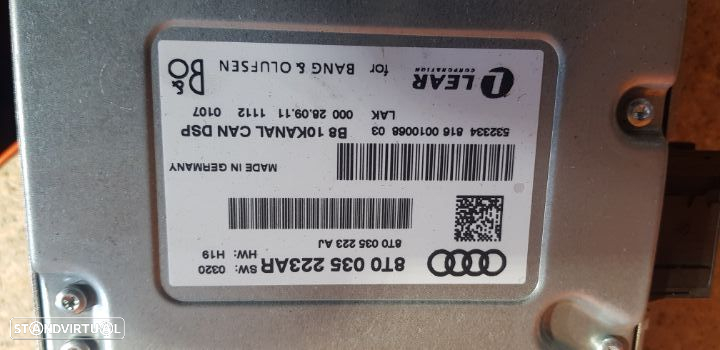 8T0 035 223AR SW: 0320
HW: H19
8T0 035 223 AJ
MADE IN GERMANY
B8 10KANAL CAN DSP
532334 816 0010068 03
LAK 000 28.09.11 1112 0107
LEAR
CORPORATION
for BANG & OLUFSEN
B&O
STANDVIRTUAL